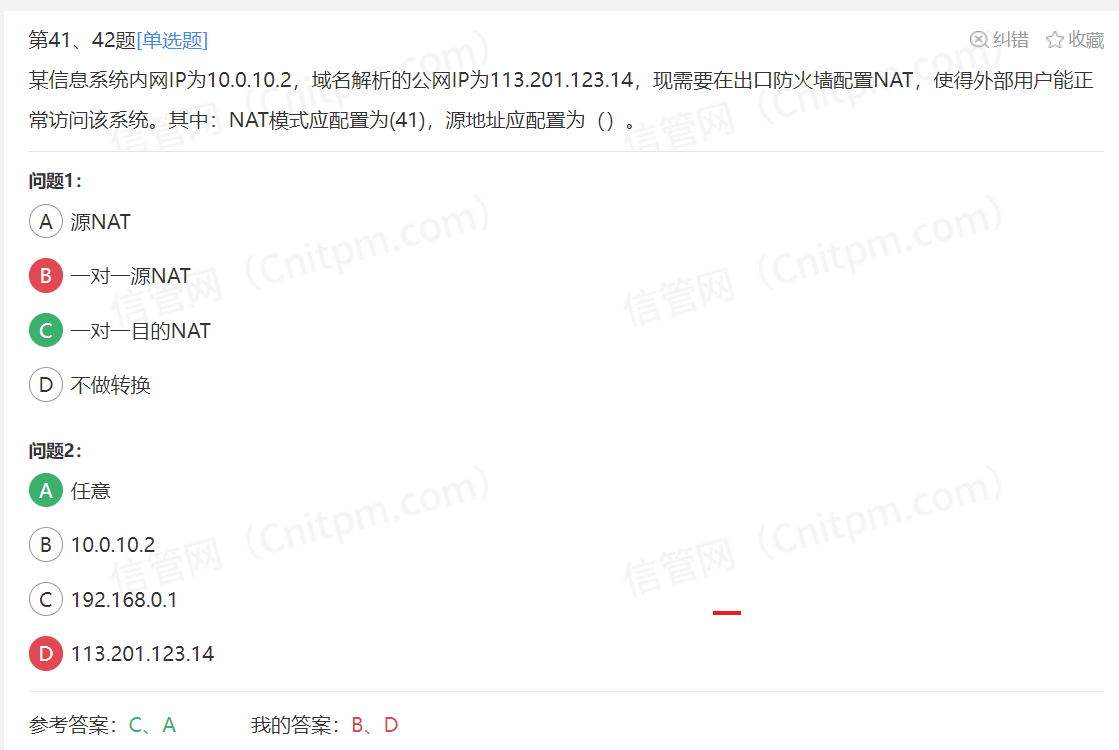 第41、42题[单选题]
纠错 收藏
某信息系统内网IP为10.0.10.2，域名解析的公网IP为113.201.123.14，现需要在出口防火墙配置NAT，使得外部用户能正
常访问该系统。其中：NAT模式应配置为(41)，源地址应配置为（）。
问题1：
A 源NAT
B 一对一源NAT
C 一对一目的NAT
D 不做转换
问题2：
A 任意
B 10.0.10.2
C 192.168.0.1
D 113.201.123.14
参考答案：C、A 我的答案：B、D
信管网（Cnitpm.com）
信管网（Cnitpm.com）
信管网（Cnitpm.com）
信管网（Cnitpm.com）
信管网（Cnitpm.com）
信管网（Cnitpm.com）